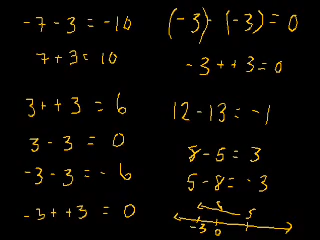 -7 - 3 = -10
7 + 3 = 10
3 + + 3 = 6
3 - 3 = 0
-3 - 3 = - 6
-3 + + 3 = 0
(-3) - (-3) = 0
-3 + + 3 = 0
12 - 13 = -1
8 - 5 = 3
5 - 8 = -3
8
5
-3 0